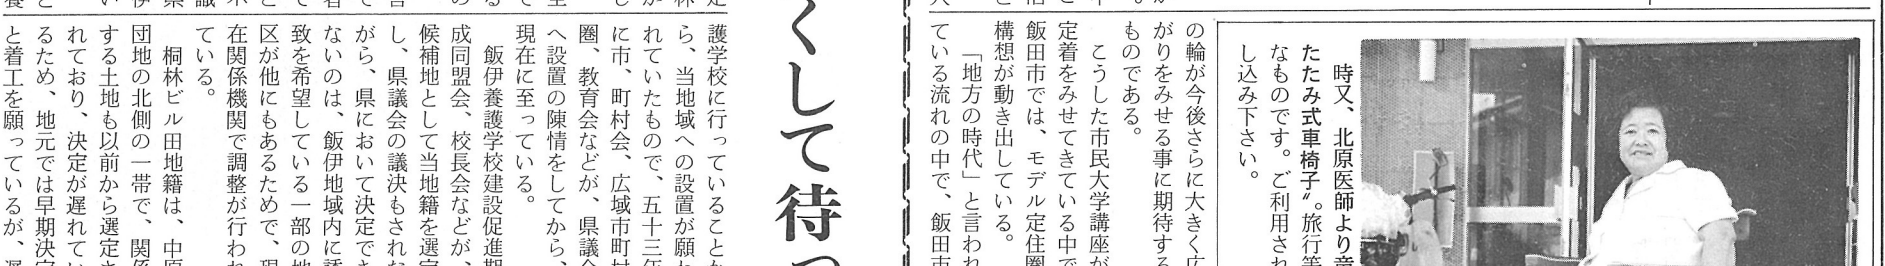 時又、北原医師より童
たたみ式車椅子〟。旅行等
なものです。ご利用され
し込み下さい。
の輪が今後さらに大きく広
がりをみせる事に期待する
ものである。
こうした市民大学講座が
定着をみせてきている中で
飯田市では、モデル定住圏
構想が動き出している。
「地方の時代」と言われ
ている流れの中で、飯田市
くして待っ
護学校に行っていることか
ら、当地域への設置が願わ
れていたもので、五十三年
に市、町村会、広域市町村
圏、教育会などが、県議会
へ設置の陳情をしてから、
現在に至っている。
飯伊養護学校建設促進期
成同盟会、校長会などが、
候補地として当地籍を選定
し、県議会の議決もされな
がら、県において決定でき
ないのは、飯伊地域内に誘
致を希望している一部の地
区が他にもあるためで、現
在関係機関で調整が行われ
ている。
桐林ビル田地籍は、中原
団地の北側の一帯で、関係
する土地も以前から選定さ
れており、決定が遅れてい
るため、地元では早期決定
と着工を願っているが、遅